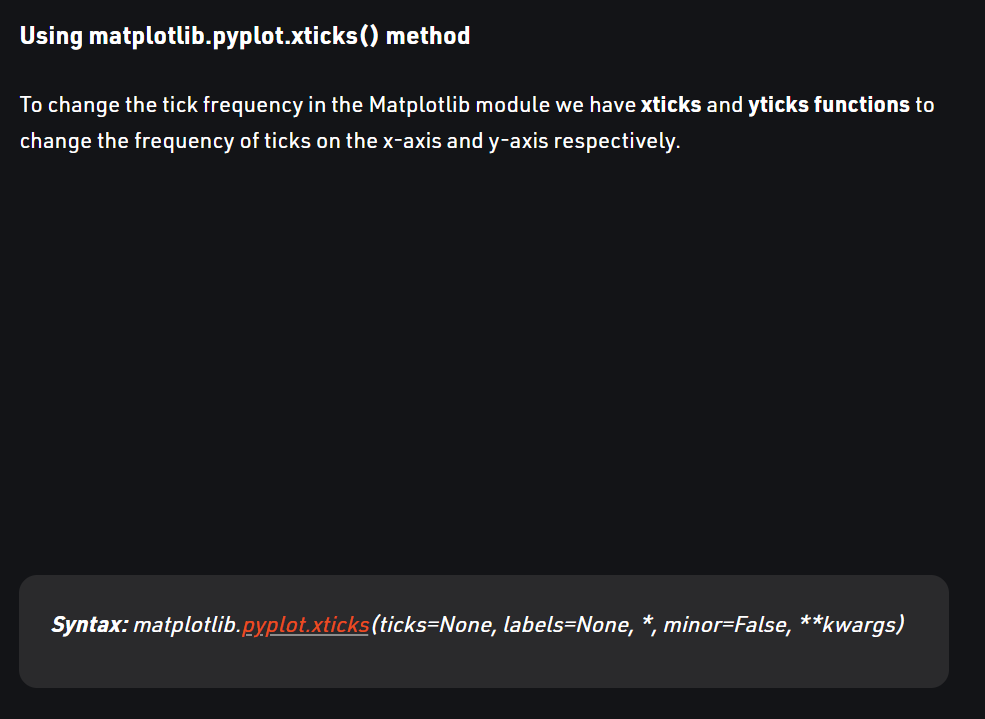 Using matplotlib.pyplot.xticks() method
To change the tick frequency in the Matplotlib module we have xticks and yticks functions to
change the frequency of ticks on the x-axis and y-axis respectively.
Syntax: matplotlib.pyplot.xticks(ticks=None, labels=None, *, minor=False, **kwargs)